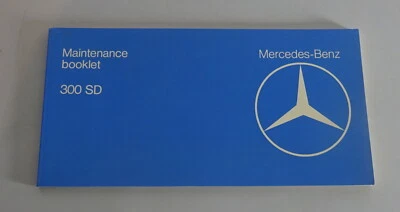 Maintenance
booklet
300 SD
Mercedes-Benz